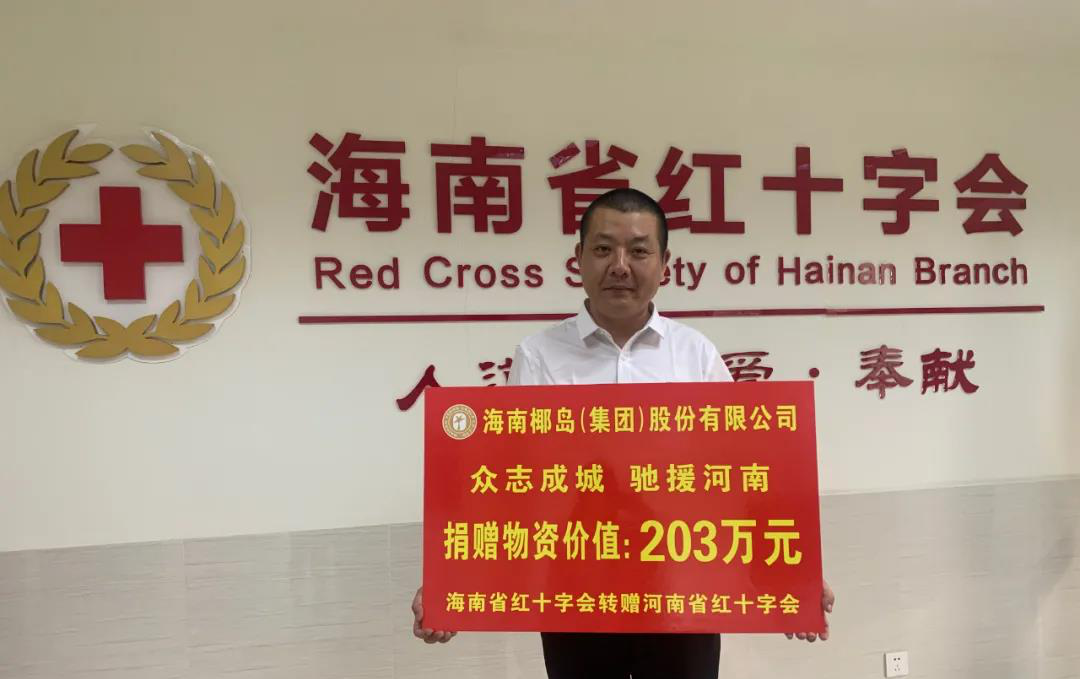 海南省红十字会
Red Cross S ty of Hainan Branch
人 · 奉献
海南椰岛(集团)股份有限公司
众志成城 驰援河南
捐赠物资价值:203万元
海南省红十字会转赠河南省红十字会